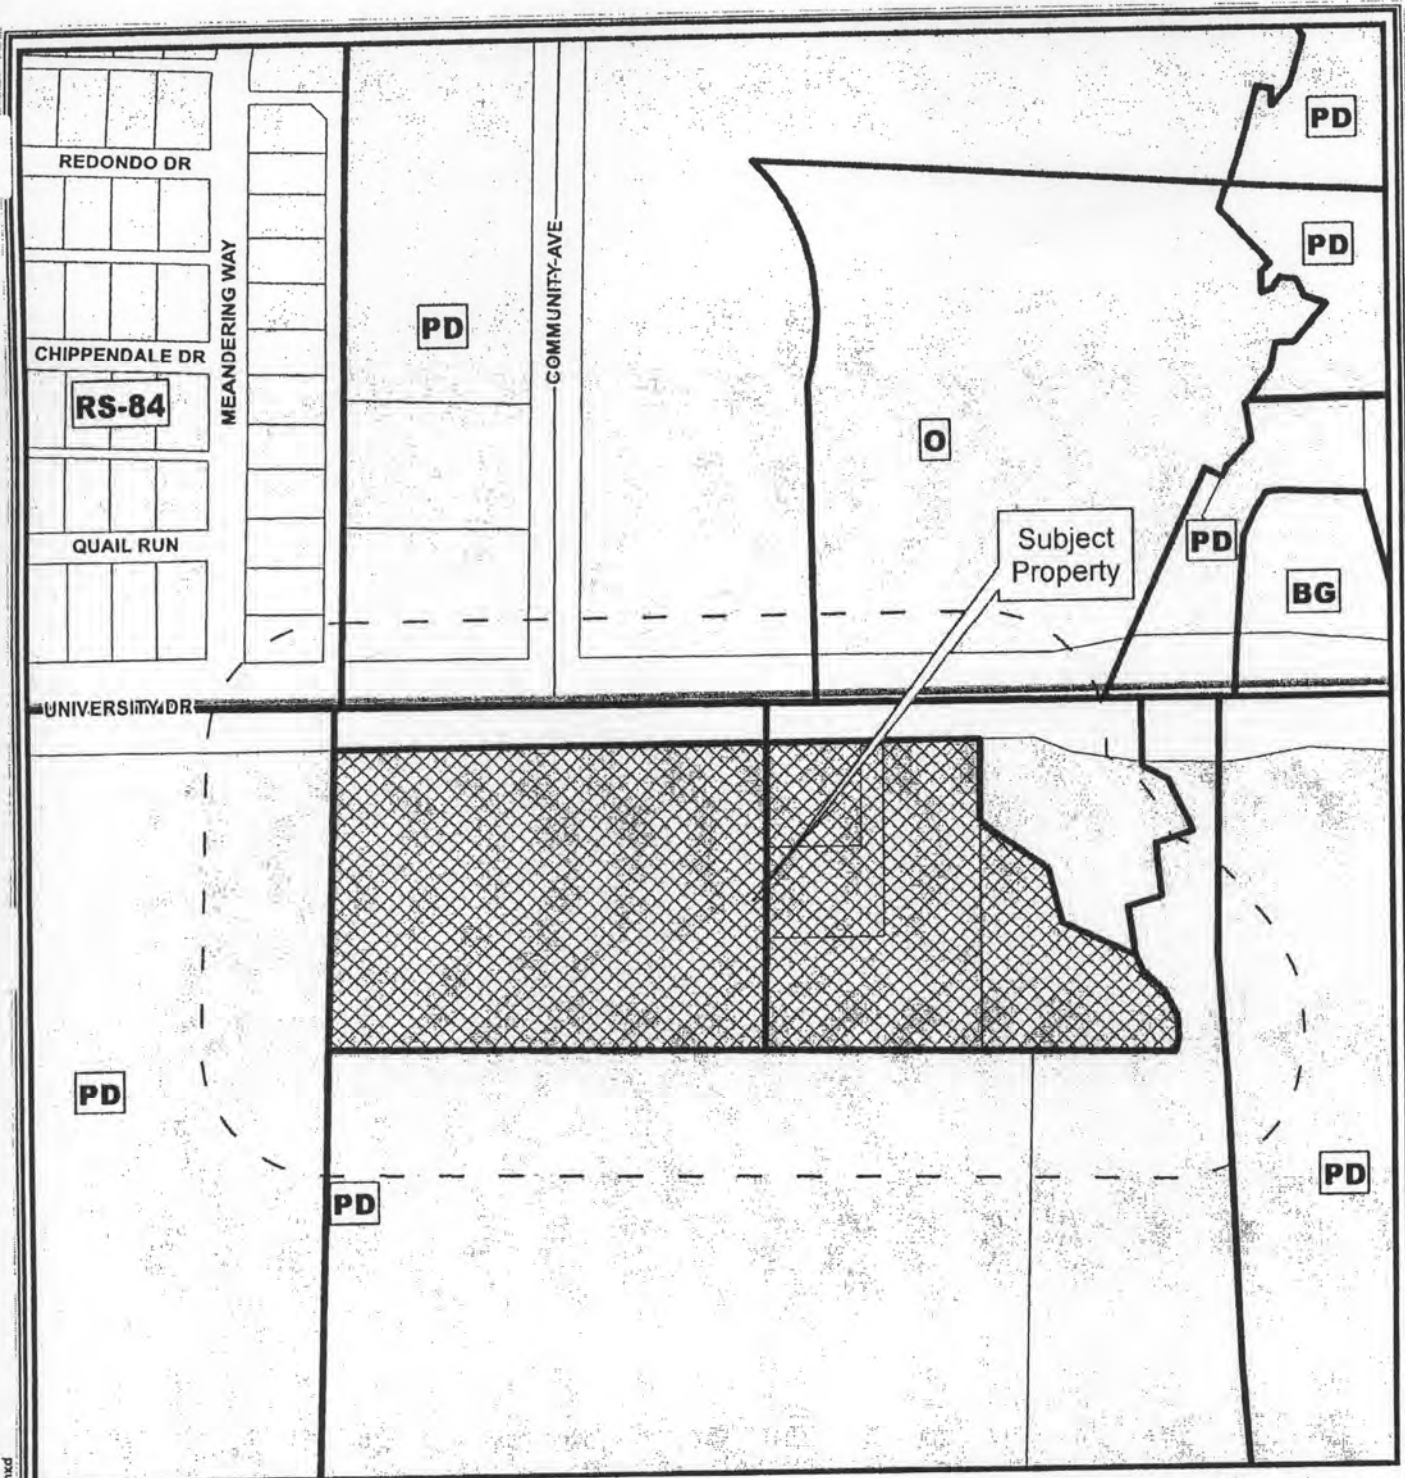 PD
REDONDO DR
PD
MEANDERING WAY
COMMUNITY AVE
PD
CHIPPENDALE DR
RS-84
O
Subject
Property
QUAIL RUN
PD
BG
UNIVERSITY DR
PD
PD
PD